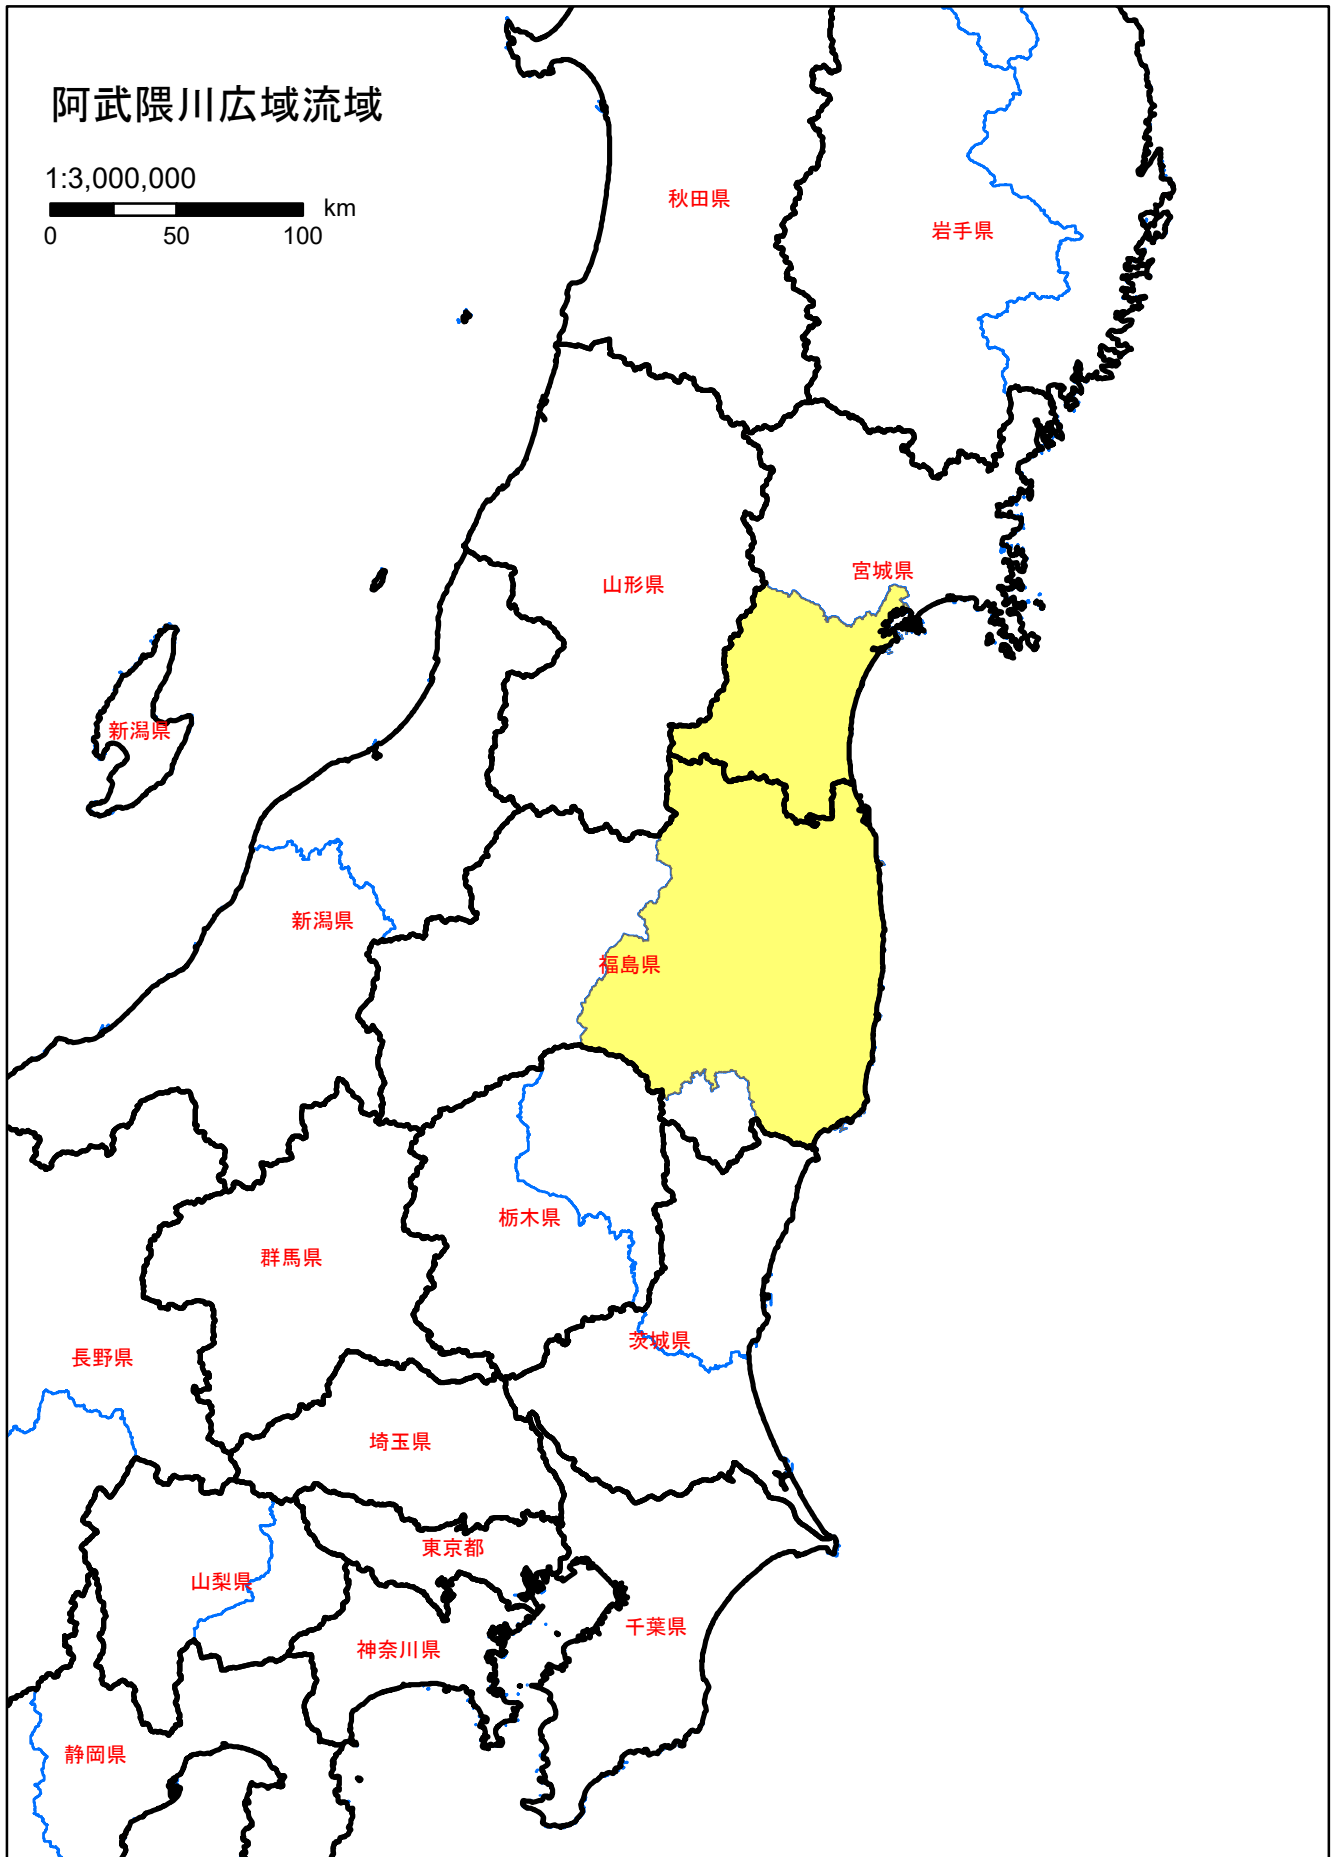 阿武隈川広域流域
1:3,000,000
km
0 50 100
秋田県
岩手県
宮城県
山形県
新潟県
新潟県
福島県
栃木県
群馬県
茨城県
長野県
埼玉県
東京都
山梨県
千葉県
神奈川県
静岡県